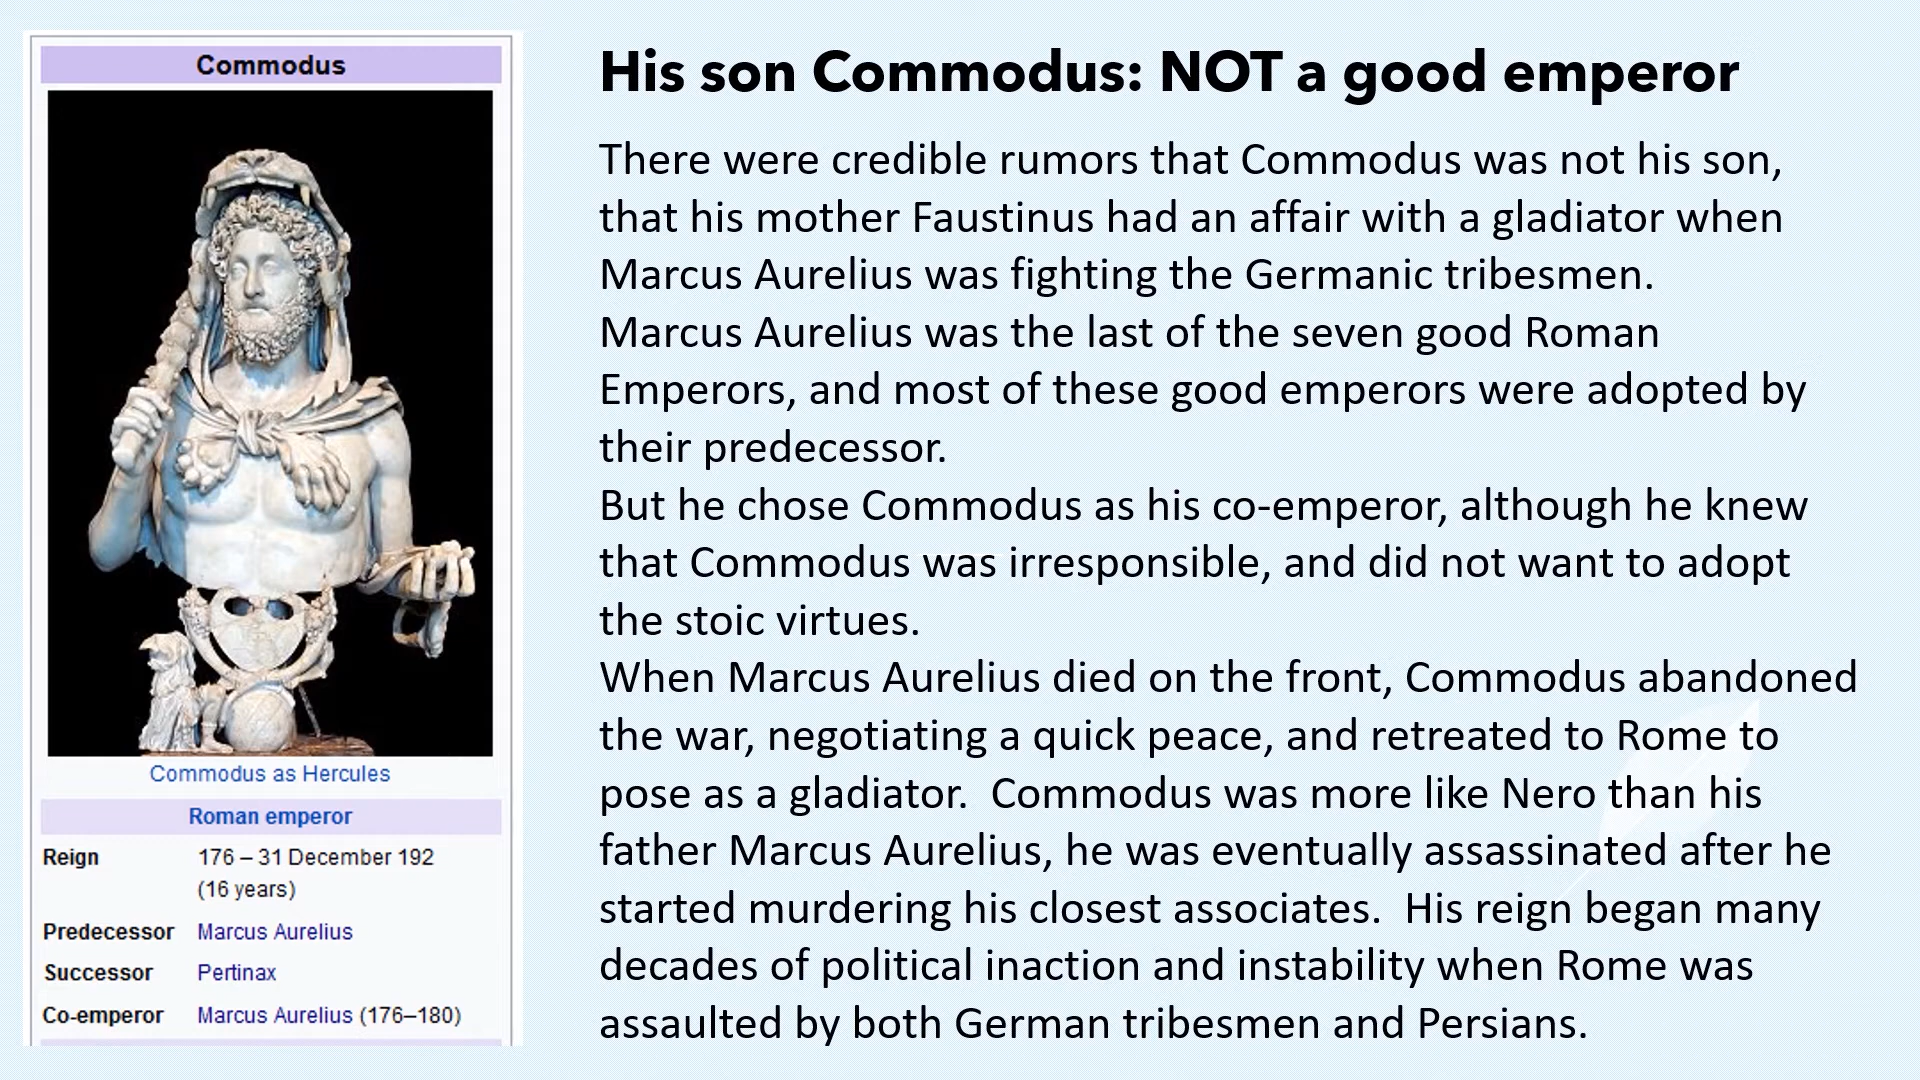 Commodus
Commodus as Hercules
Roman emperor
Reign 176 – 31 December 192
(16 years)
Predecessor Marcus Aurelius
Successor Pertinax
Co-emperor Marcus Aurelius (176–180)
His son Commodus: NOT a good emperor
There were credible rumors that Commodus was not his son,
that his mother Faustinus had an affair with a gladiator when
Marcus Aurelius was fighting the Germanic tribesmen.
Marcus Aurelius was the last of the seven good Roman
Emperors, and most of these good emperors were adopted by
their predecessor.
But he chose Commodus as his co-emperor, although he knew
that Commodus was irresponsible, and did not want to adopt
the stoic virtues.
When Marcus Aurelius died on the front, Commodus abandoned
the war, negotiating a quick peace, and retreated to Rome to
pose as a gladiator.  Commodus was more like Nero than his
father Marcus Aurelius, he was eventually assassinated after he
started murdering his closest associates.  His reign began many
decades of political inaction and instability when Rome was
assaulted by both German tribesmen and Persians.